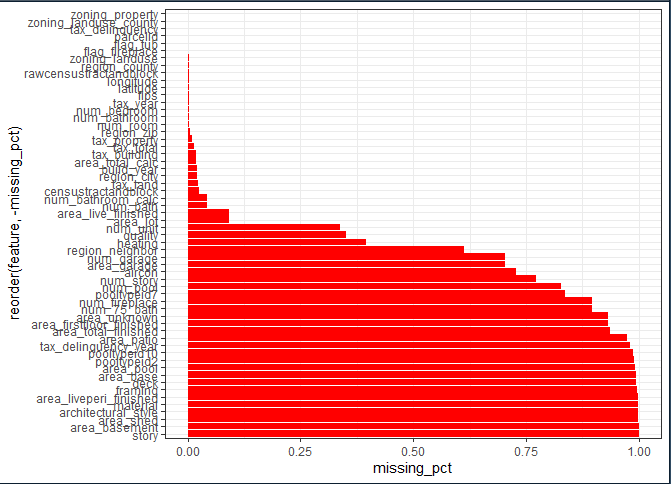 reorder(feature, -missing_pct)
zoning_property
zoning_landuse_county
tax_delinquency
parcelid
flag_tub
flag_fireplace
zoning_landuse
region_county
rawcensustractandblock
longitude
latitude
fips
tax_year
num_bedroom
num_bathroom
num_room
region_zip
tax_property
tax_total
tax_building
area_total_calc
build_year
region_city
tax_land
censustractandblock
num_bathroom_calc
num_bath
area_live_finished
area_lot
num_unit
quality
heating
region_neighbor
num_garage
area_garage
aircon
num_story
num_pool
pooltypeid7
num_fireplace
num_75_bath
area_unknown
area_firstfloor_finished
area_total_finished
area_patio
tax_delinquency_year
pooltypeid10
pooltypeid2
area_pool
area_base
deck
framing
area_liveperi_finished
material
architectural_style
area_shed
area_basement
story
0.00 0.25 0.50 0.75 1.00
missing_pct